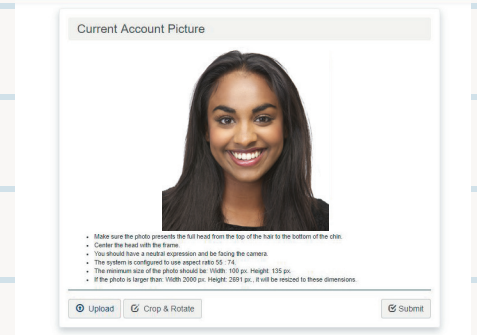 Current Account Picture
Make sure the photo presents the full head from the top of the hair to the bottom of the chin.
Center the head with the frame.
You should have a neutral expression and be facing the camera.
The system is configured to use aspect ratio 55 : 74.
The minimum size of the photo should be: Width: 100 px. Height: 135 px.
If the photo is larger than: Width 2000 px. Height: 2691 px., it will be resized to these dimensions.
Upload
Crop & Rotate
Submit